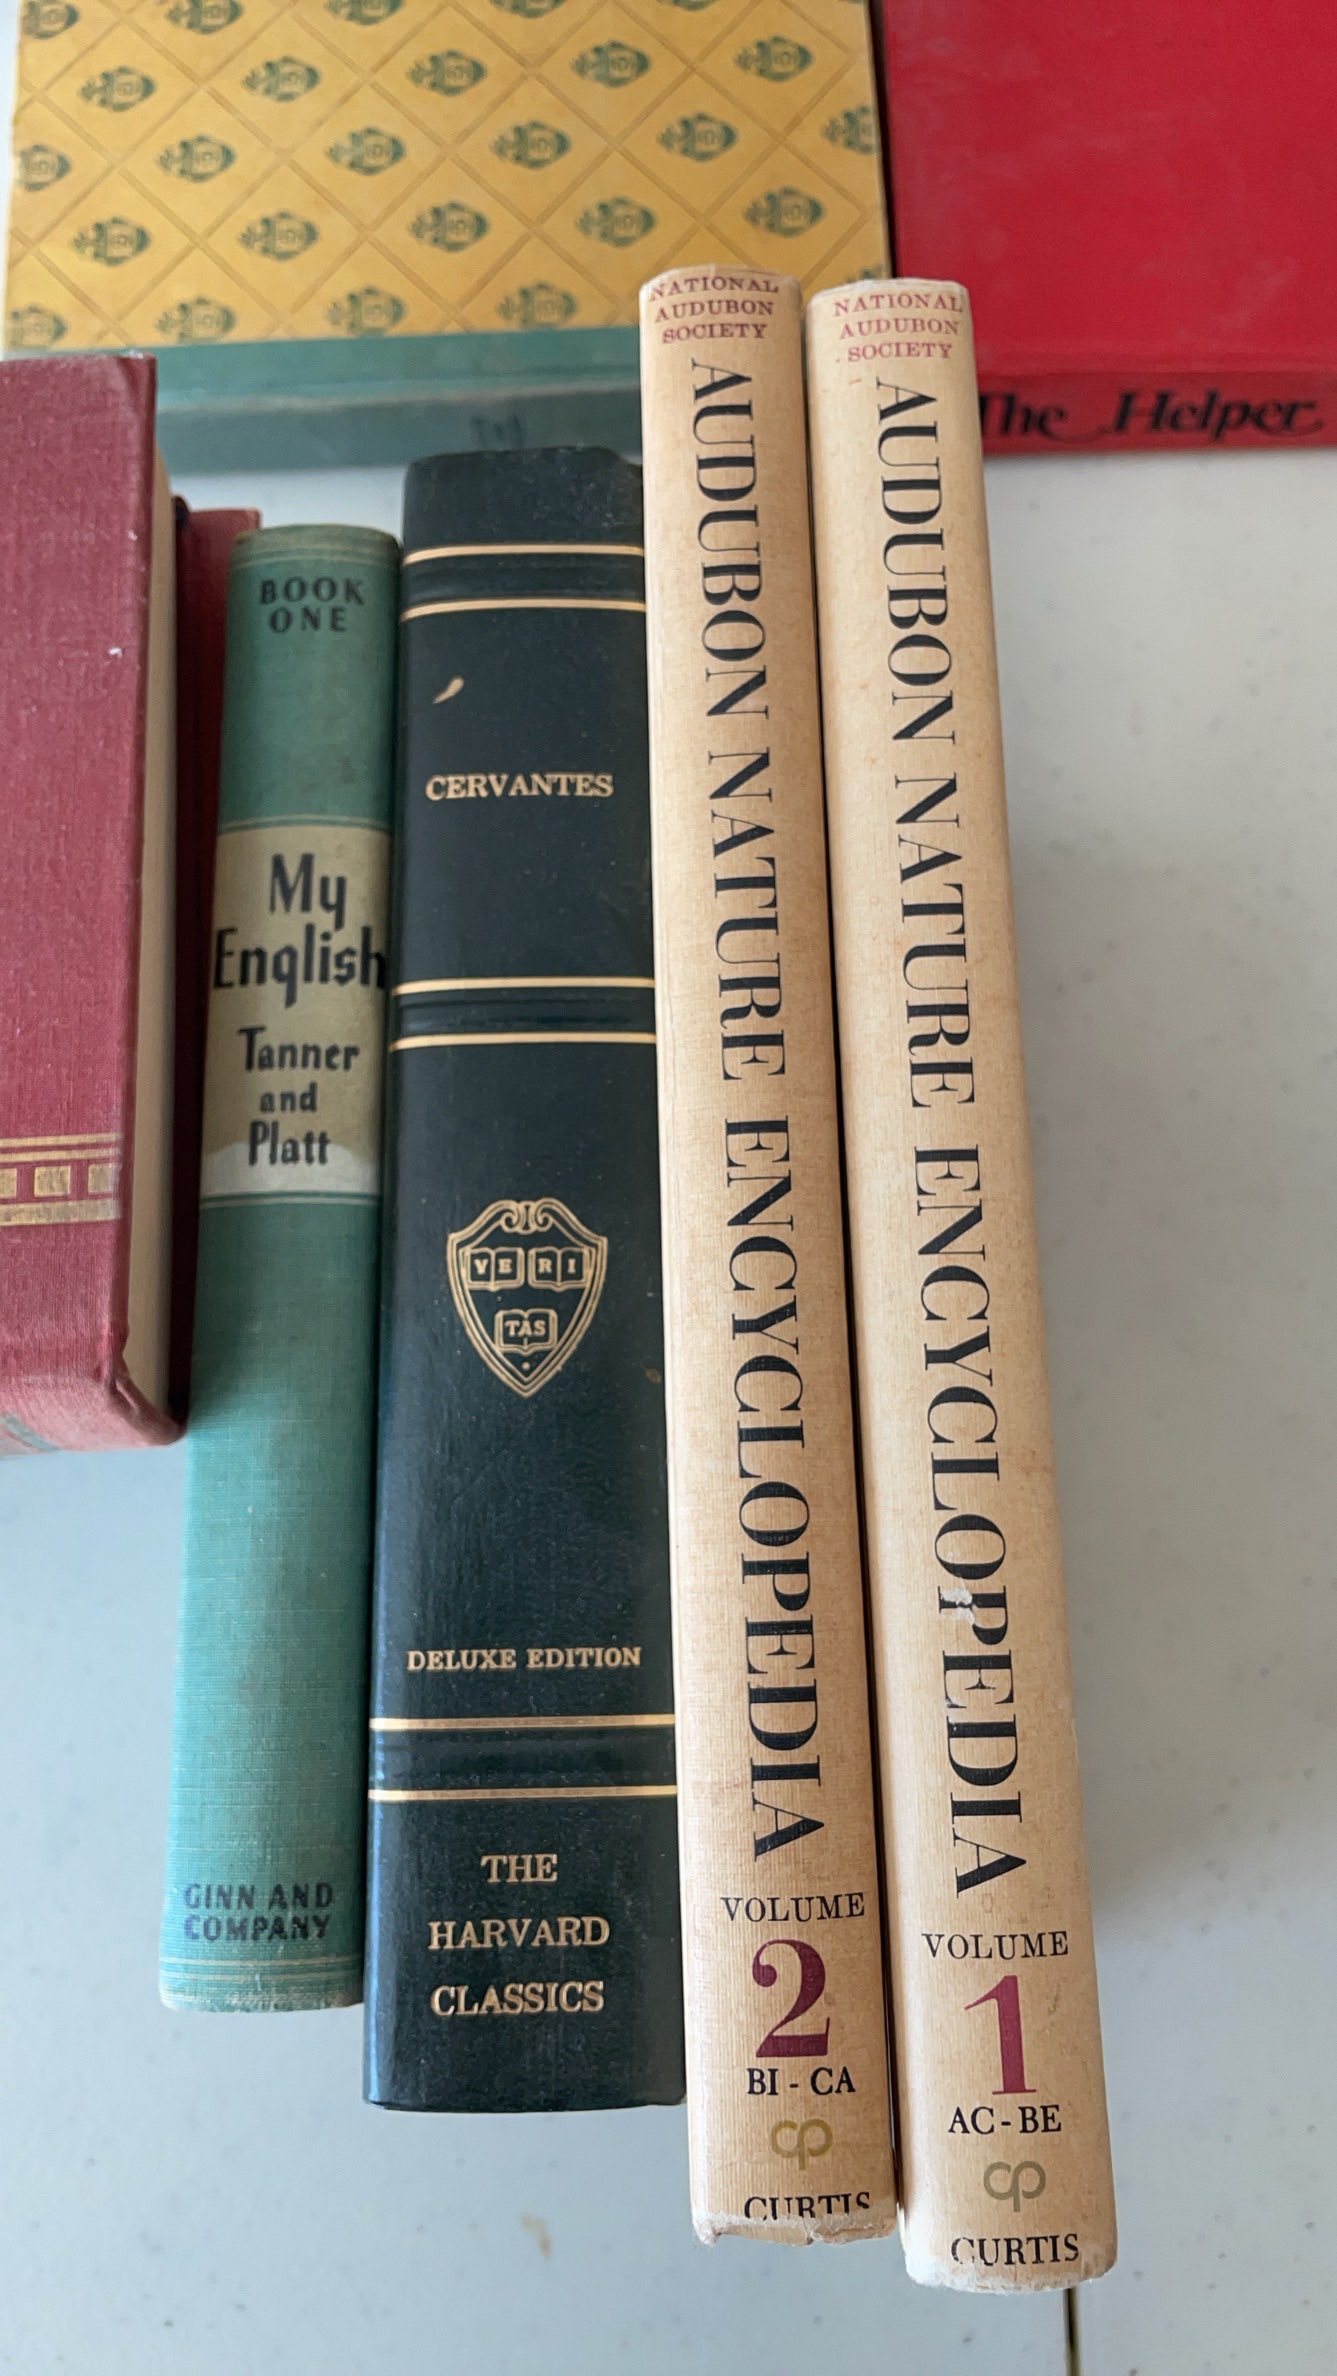 The Helper
BOOK
ONE
My
English
Tanner
and
Platt
GINN AND
COMPANY
CERVANTES
VE RI
TAS
DELUXE EDITION
THE
HARVARD
CLASSICS
NATIONAL
AUDUBON
SOCIETY
AUDUBON NATURE ENCYCLOPEDIA
VOLUME
2
BI - CA
cp
CURTIS
NATIONAL
AUDUBON
SOCIETY
AUDUBON NATURE ENCYCLOPEDIA
VOLUME
1
AC - BE
cp
CURTIS